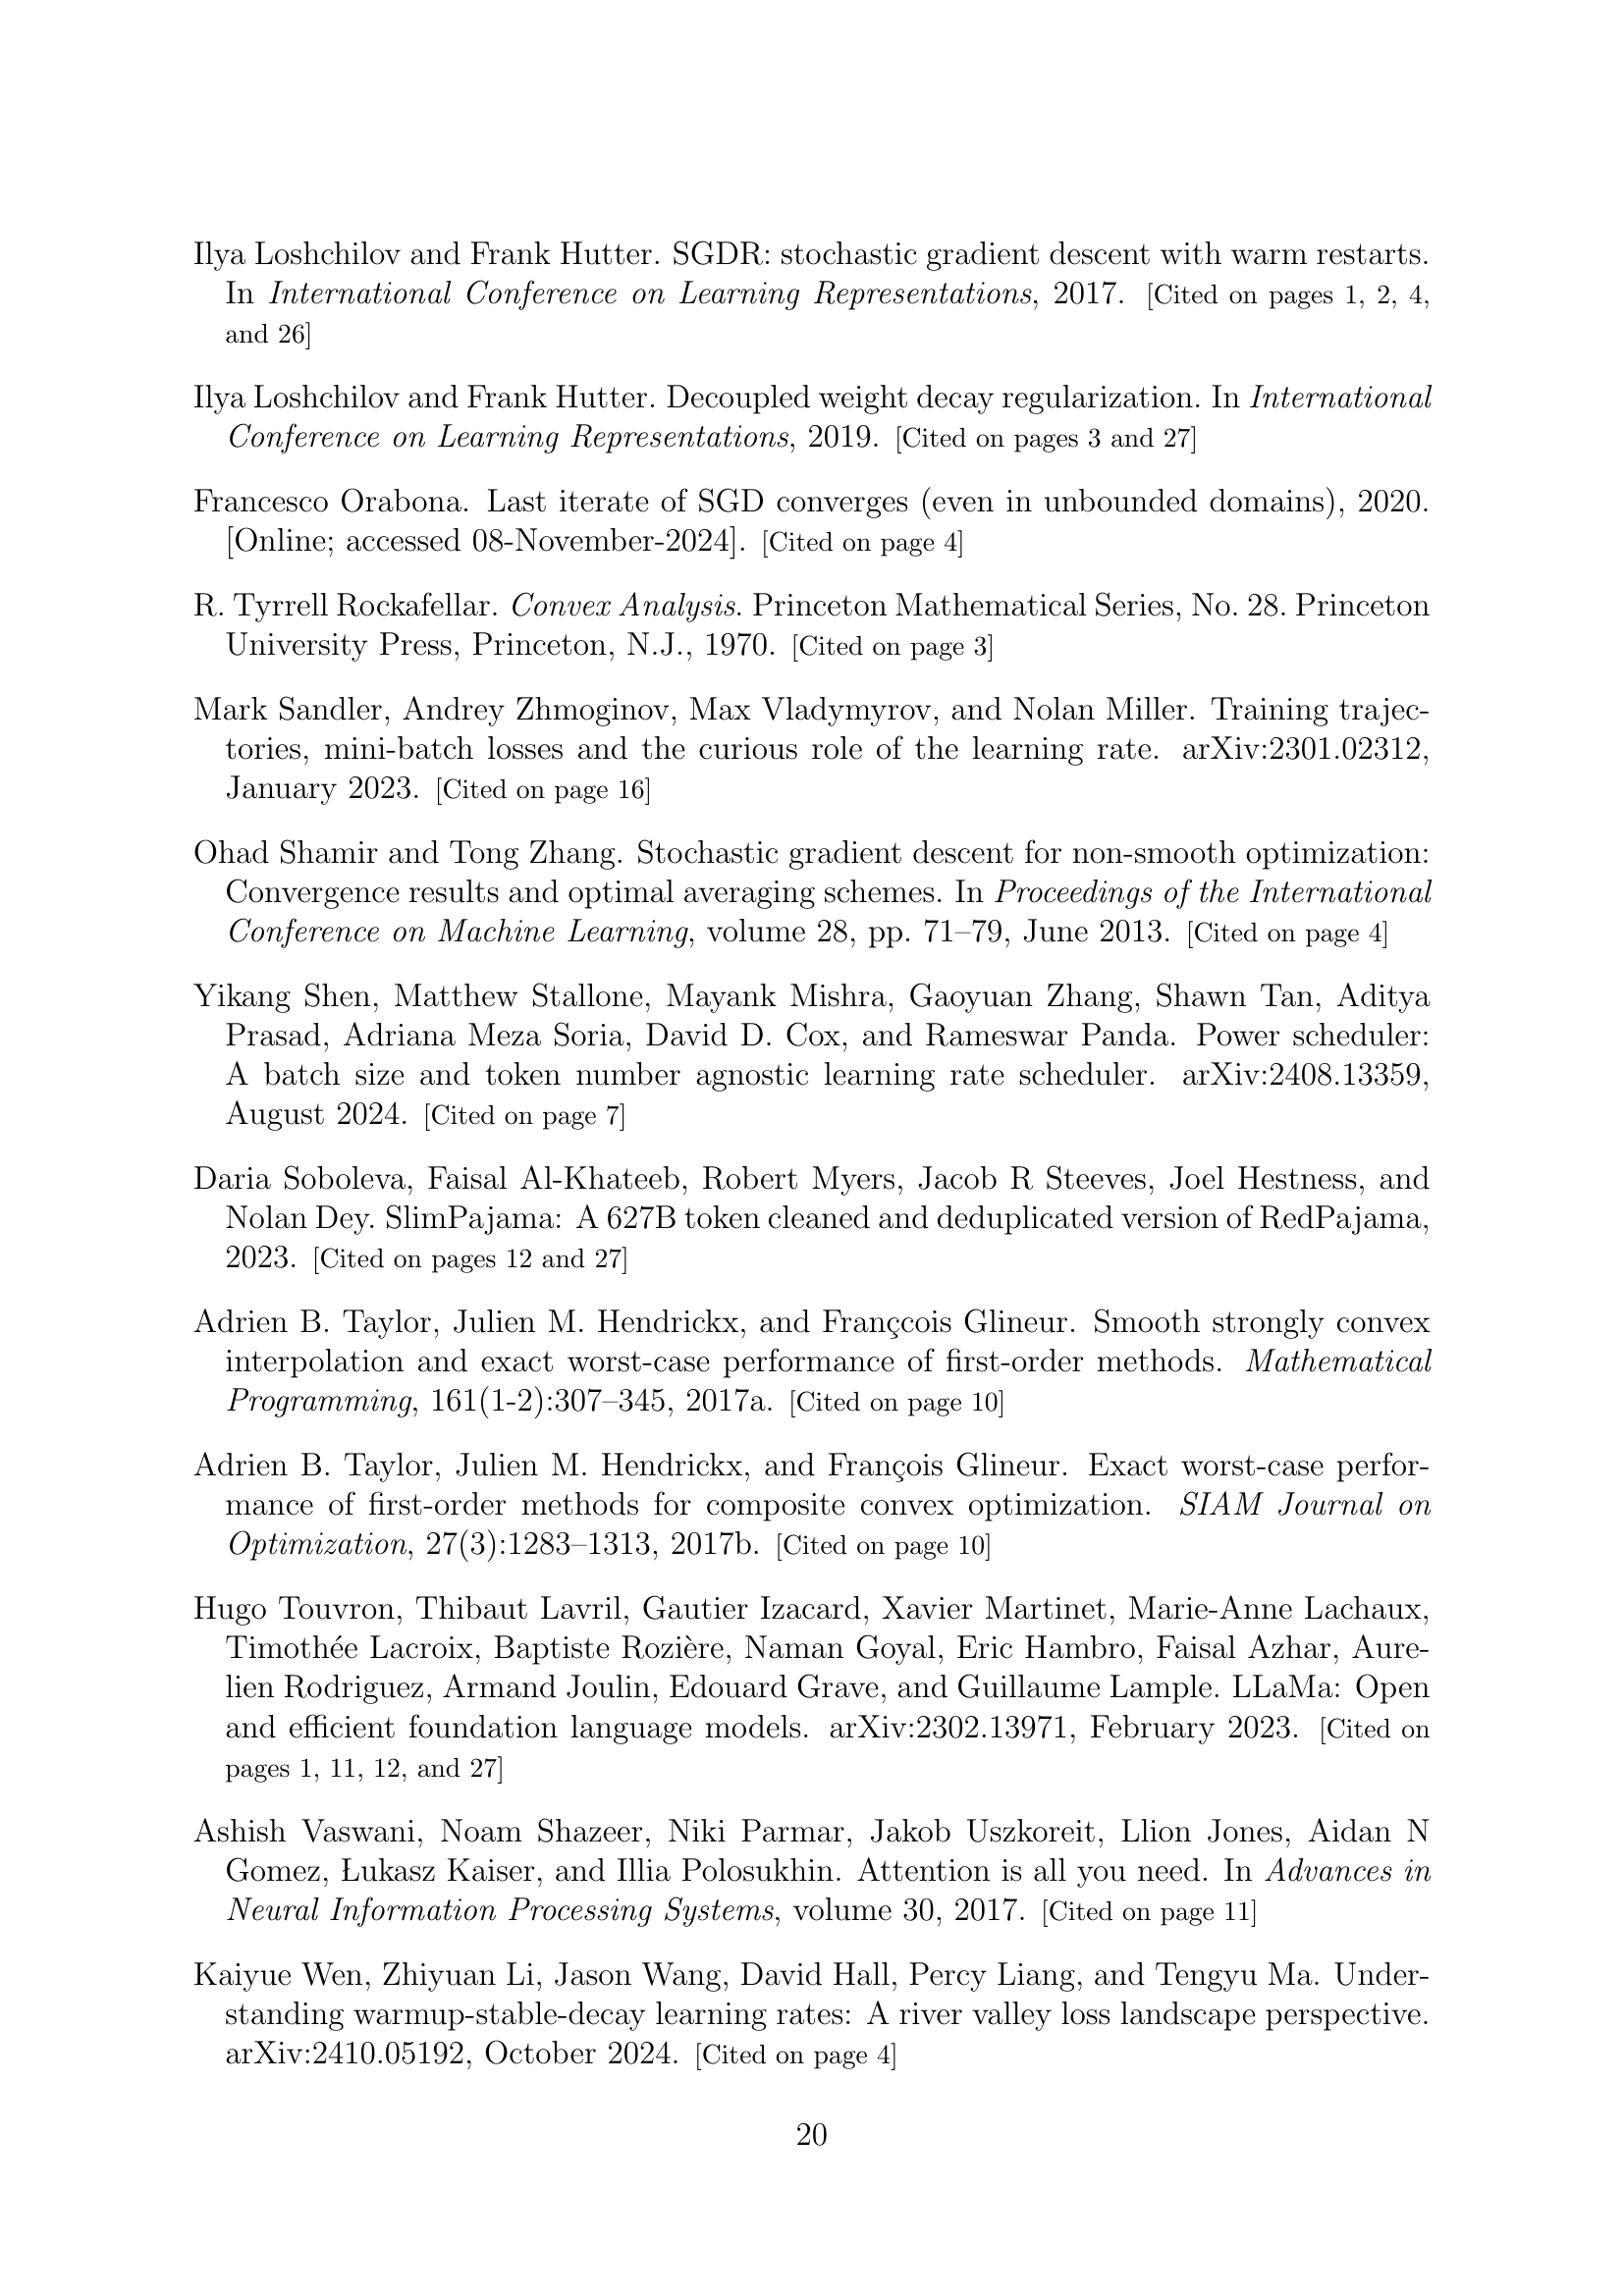 Ilya Loshchilov and Frank Hutter. SGDR: stochastic gradient descent with warm restarts.
In International Conference on Learning Representations, 2017. [Cited on pages 1, 2, 4,
and 26]
Ilya Loshchilov and Frank Hutter. Decoupled weight decay regularization. In International
Conference on Learning Representations, 2019. [Cited on pages 3 and 27]
Francesco Orabona. Last iterate of SGD converges (even in unbounded domains), 2020.
[Online; accessed 08-November-2024]. [Cited on page 4]
R. Tyrrell Rockafellar. Convex Analysis. Princeton Mathematical Series, No. 28. Princeton
University Press, Princeton, N.J., 1970. [Cited on page 3]
Mark Sandler, Andrey Zhmoginov, Max Vladymyrov, and Nolan Miller. Training trajec-
tories, mini-batch losses and the curious role of the learning rate. arXiv:2301.02312,
January 2023. [Cited on page 16]
Ohad Shamir and Tong Zhang. Stochastic gradient descent for non-smooth optimization:
Convergence results and optimal averaging schemes. In Proceedings of the International
Conference on Machine Learning, volume 28, pp. 71–79, June 2013. [Cited on page 4]
Yikang Shen, Matthew Stallone, Mayank Mishra, Gaoyuan Zhang, Shawn Tan, Aditya
Prasad, Adriana Meza Soria, David D. Cox, and Rameswar Panda. Power scheduler:
A batch size and token number agnostic learning rate scheduler. arXiv:2408.13359,
August 2024. [Cited on page 7]
Daria Soboleva, Faisal Al-Khateeb, Robert Myers, Jacob R Steeves, Joel Hestness, and
Nolan Dey. SlimPajama: A 627B token cleaned and deduplicated version of RedPajama,
2023. [Cited on pages 12 and 27]
Adrien B. Taylor, Julien M. Hendrickx, and Françcois Glineur. Smooth strongly convex
interpolation and exact worst-case performance of first-order methods. Mathematical
Programming, 161(1-2):307–345, 2017a. [Cited on page 10]
Adrien B. Taylor, Julien M. Hendrickx, and François Glineur. Exact worst-case perfor-
mance of first-order methods for composite convex optimization. SIAM Journal on
Optimization, 27(3):1283–1313, 2017b. [Cited on page 10]
Hugo Touvron, Thibaut Lavril, Gautier Izacard, Xavier Martinet, Marie-Anne Lachaux,
Timothée Lacroix, Baptiste Rozière, Naman Goyal, Eric Hambro, Faisal Azhar, Aure-
lien Rodriguez, Armand Joulin, Edouard Grave, and Guillaume Lample. LLaMa: Open
and efficient foundation language models. arXiv:2302.13971, February 2023. [Cited on
pages 1, 11, 12, and 27]
Ashish Vaswani, Noam Shazeer, Niki Parmar, Jakob Uszkoreit, Llion Jones, Aidan N
Gomez, Łukasz Kaiser, and Illia Polosukhin. Attention is all you need. In Advances in
Neural Information Processing Systems, volume 30, 2017. [Cited on page 11]
Kaiyue Wen, Zhiyuan Li, Jason Wang, David Hall, Percy Liang, and Tengyu Ma. Under-
standing warmup-stable-decay learning rates: A river valley loss landscape perspective.
arXiv:2410.05192, October 2024. [Cited on page 4]
20